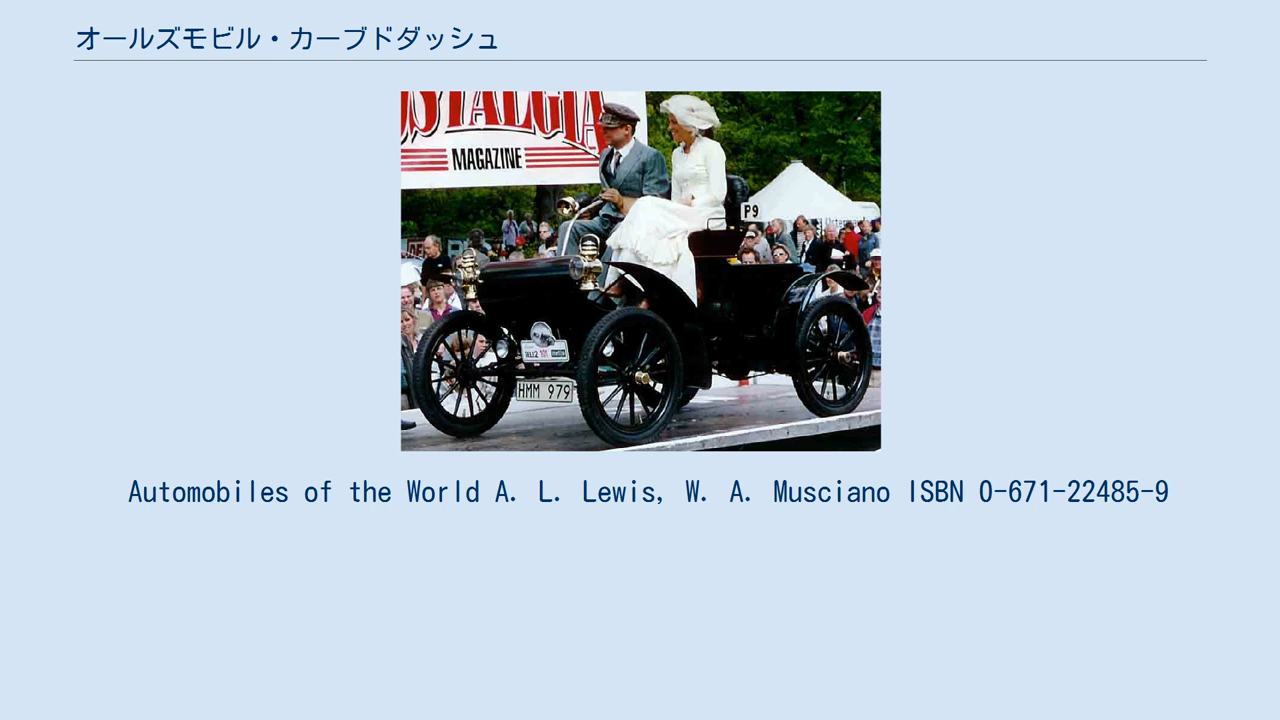 オールズモビル・カーブドダッシュ
STALGIA
MAGAZINE
P9
HMM 979
Automobiles of the World A. L. Lewis, W. A. Musciano ISBN 0-671-22485-9